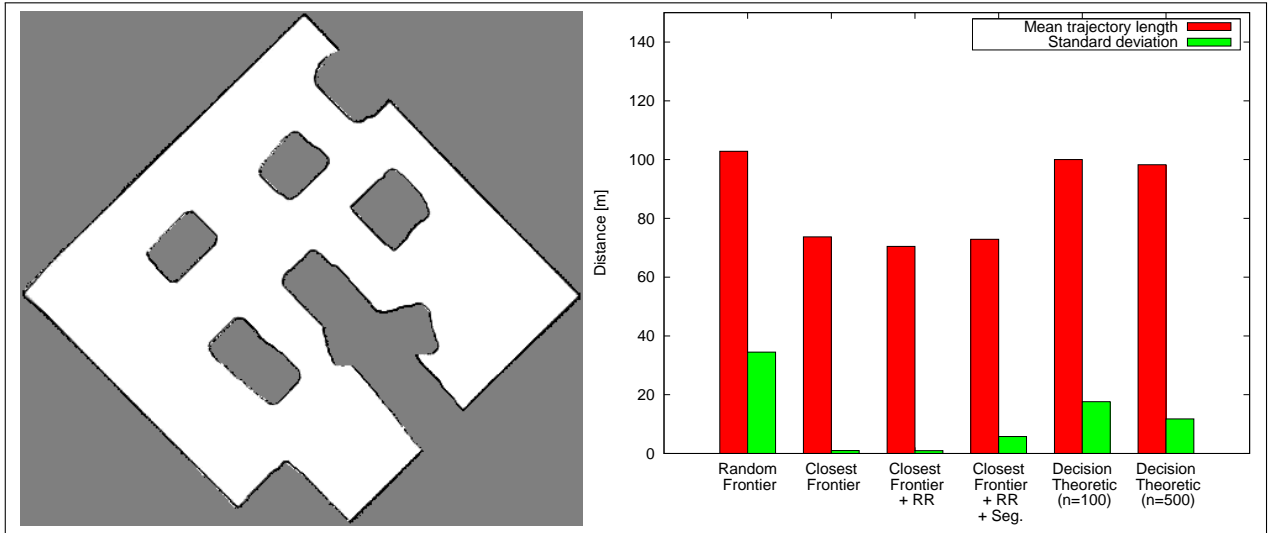 Mean trajectory length
Standard deviation
140
120
100
80
60
40
20
0
Distance [m]
Random
Frontier
Closest
Frontier
Closest
Frontier
+ RR
Closest
Frontier
+ RR
+ Seg.
Decision
Theoretic
(n=100)
Decision
Theoretic
(n=500)